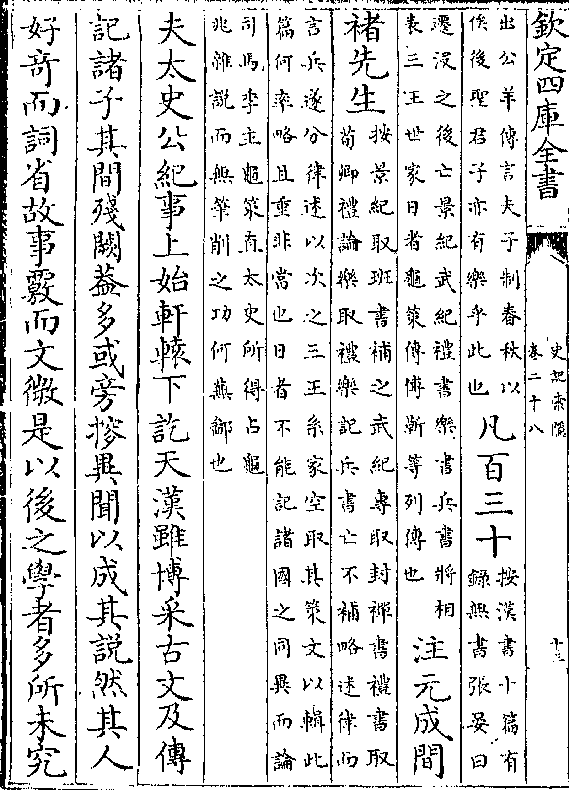 欽定四庫全書
史記索隱
卷二十八
十三
出公羊傳言夫子制春秋以
俟後聖君子亦有樂乎此也
凡百三十
按漢書十篇有
錄無書張晏曰
遷没之後亡景紀武紀禮書樂書兵書將相
表三王世家日者龜策傳傅靳等列傳也
注元成間
褚先生
按景紀取班書補之武紀專取封禪書禮書取
荀卿禮論樂取禮樂記兵書亡不補略述律而
言兵遂分律述以次之三王系家空取其策文以輯此
篇何率略且重非當也日者不能記諸國之同異而論
司馬季主龜策直太史所得占龜
兆雜說而無筆削之功何蕪鄙也
夫太史公紀事上始軒轅下訖天漢雖博采古文及傳
記諸子其間殘闕葢多或旁搜異聞以成其說然其人
好竒而詞省故事覈而文微是以後之學者多所未究